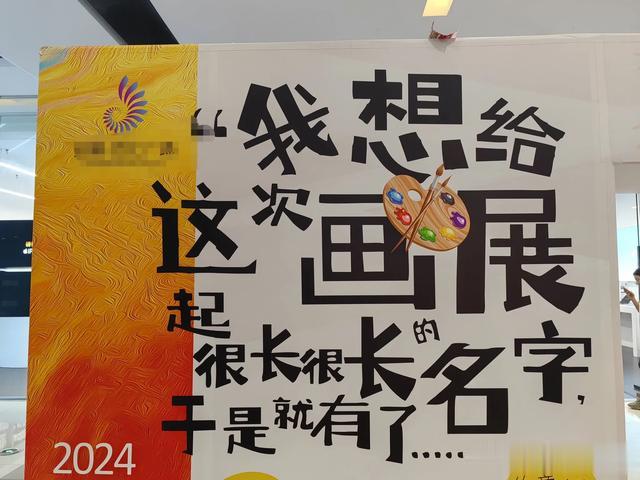 “我想给
这次画展
起
很长很长的名字，
于是就有了.....
2024